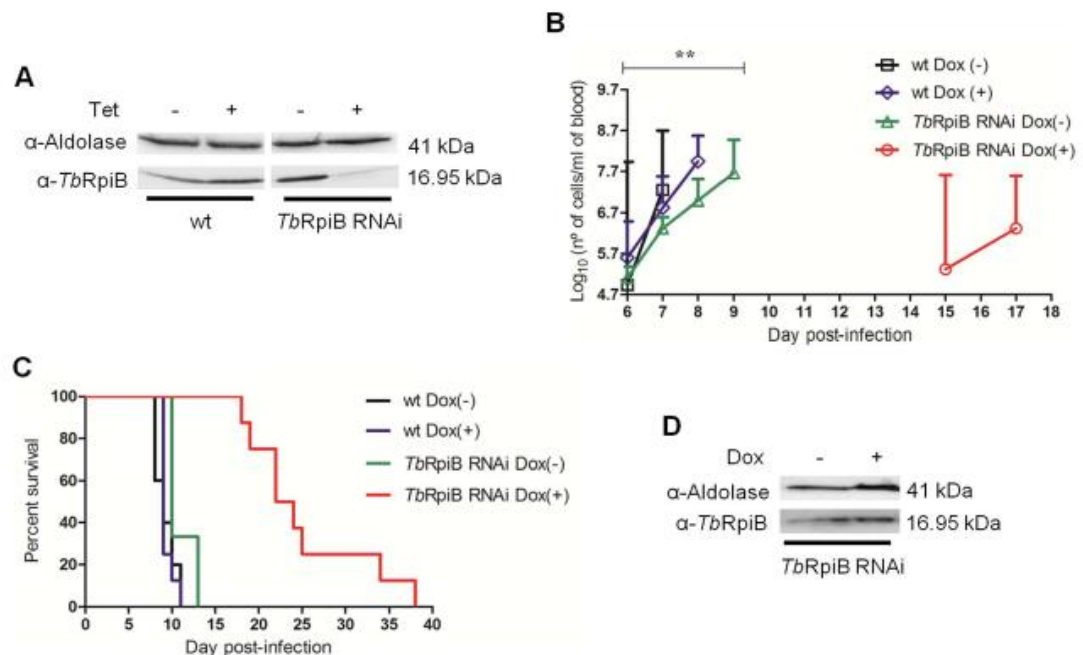 A
Tet - + - +
α-Aldolase 41 kDa
α-TbRpiB 16.95 kDa
wt TbRpiB RNAi
B
**
wt Dox (-)
wt Dox (+)
TbRpiB RNAi Dox(-)
TbRpiB RNAi Dox(+)
Log10 (nº of cells/ml of blood)
9.7
8.7
7.7
6.7
5.7
4.7
6 7 8 9 10 11 12 13 14 15 16 17 18
Day post-infection
C
wt Dox(-)
wt Dox(+)
TbRpiB RNAi Dox(-)
TbRpiB RNAi Dox(+)
Percent survival
100
80
60
40
20
0
0 5 10 15 20 25 30 35 40
Day post-infection
D
Dox - +
α-Aldolase 41 kDa
α-TbRpiB 16.95 kDa
TbRpiB RNAi